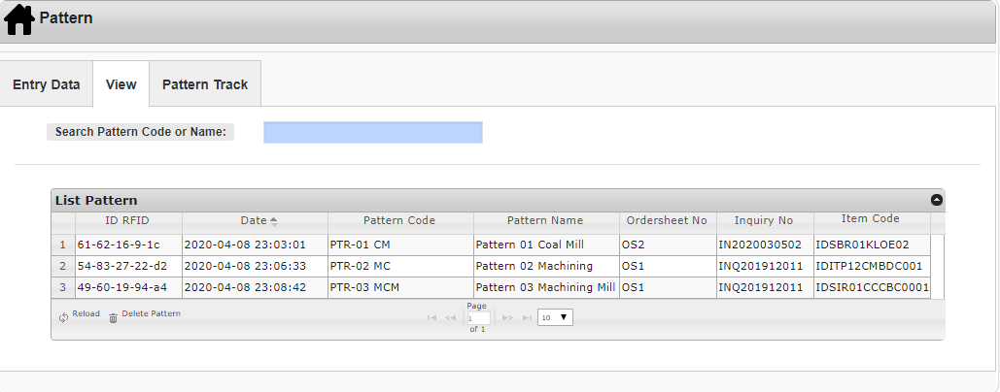 Pattern
Entry Data View Pattern Track
Search Pattern Code or Name:
List Pattern
ID RFID Date Pattern Code Pattern Name Ordersheet No Inquiry No Item Code
1 61-62-16-9-1c 2020-04-08 23:03:01 PTR-01 CM Pattern 01 Coal Mill OS2 IN2020030502 IDSBR01KLOE02
2 54-83-27-22-d2 2020-04-08 23:06:33 PTR-02 MC Pattern 02 Machining OS1 INQ201912011 IDITP12CMBDC001
3 49-60-19-94-a4 2020-04-08 23:08:42 PTR-03 MCM Pattern 03 Machining Mill OS1 INQ201912011 IDSIR01CCCBC0001
Reload Delete Pattern Page 1 of 1 10